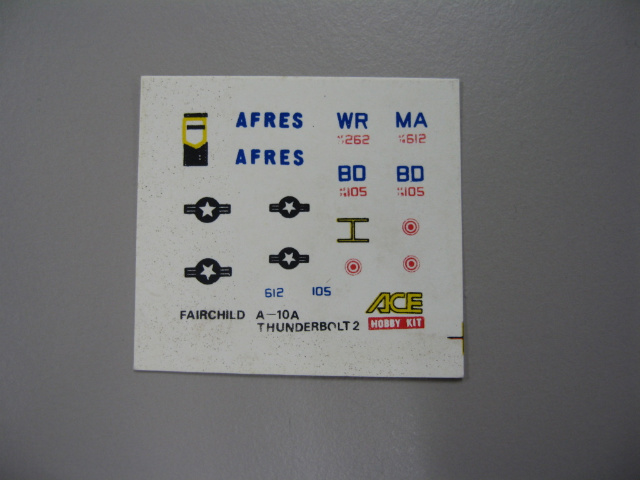 AFRES
WR MA
262 612
AFRES
BD BD
105 105
612 105
FAIRCHILD A-10A
THUNDERBOLT 2
ACE
HOBBY KIT